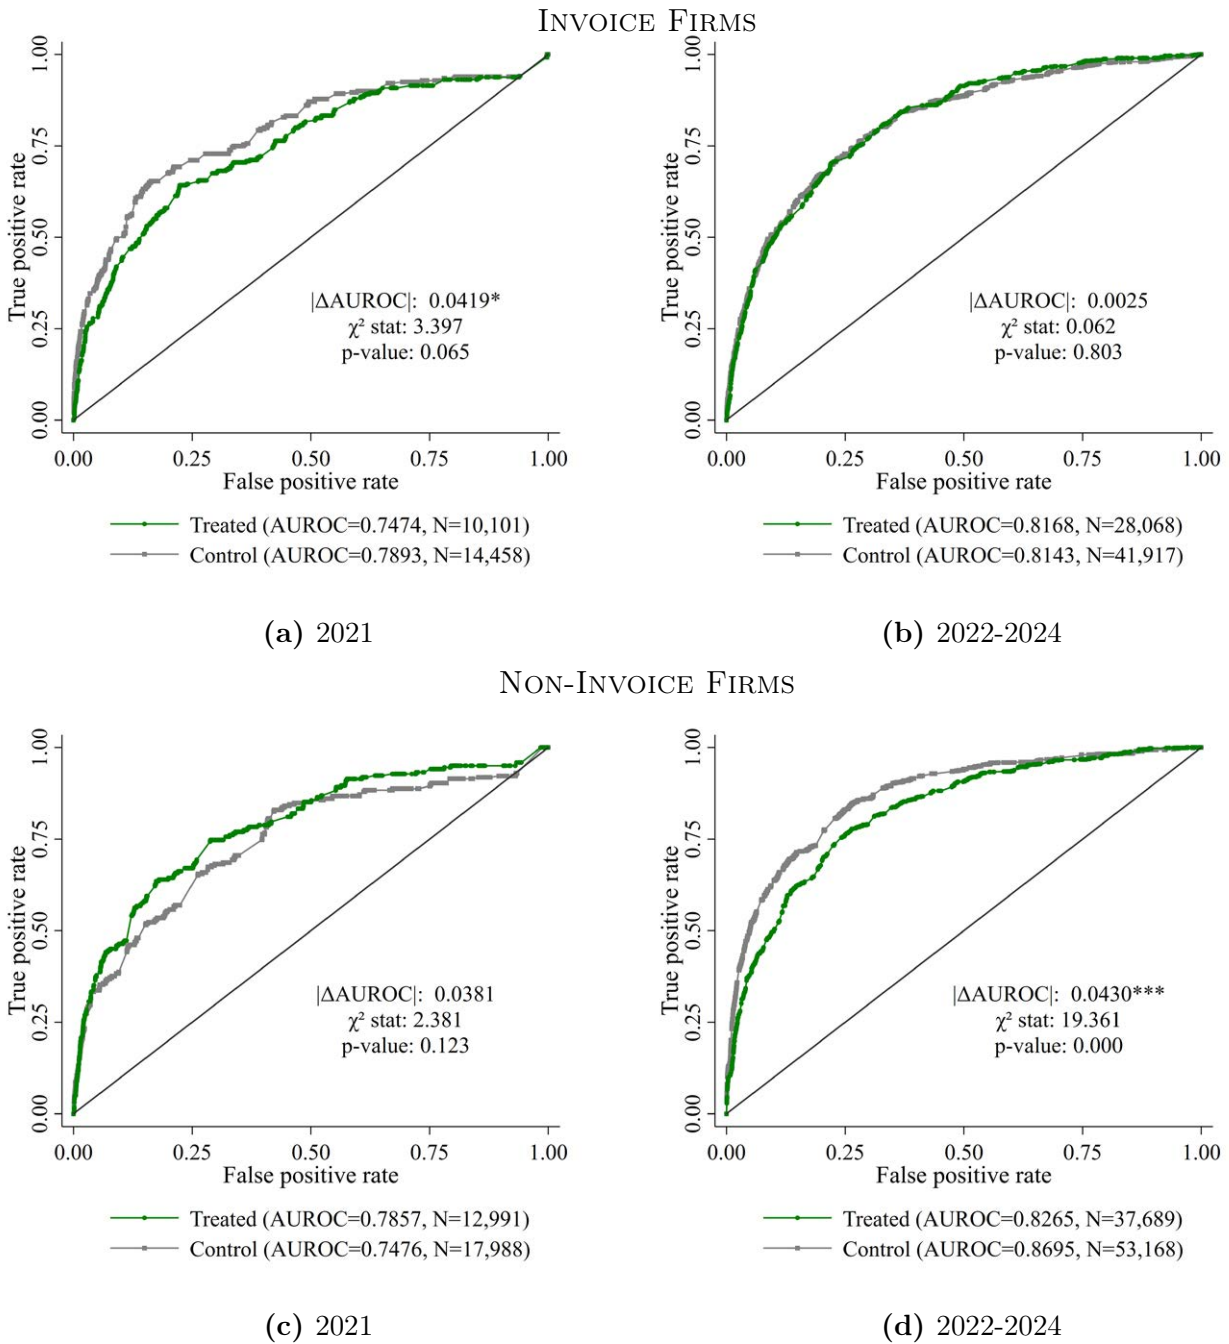 INVOICE FIRMS
1.00
0.75
0.50
0.25
0.00
True positive rate
|ΔAUROC|: 0.0419*
χ² stat: 3.397
p-value: 0.065
0.00 0.25 0.50 0.75 1.00
False positive rate
Treated (AUROC=0.7474, N=10,101)
Control (AUROC=0.7893, N=14,458)
(a) 2021
1.00
0.75
0.50
0.25
0.00
True positive rate
|ΔAUROC|: 0.0025
χ² stat: 0.062
p-value: 0.803
0.00 0.25 0.50 0.75 1.00
False positive rate
Treated (AUROC=0.8168, N=28,068)
Control (AUROC=0.8143, N=41,917)
(b) 2022-2024
NON-INVOICE FIRMS
1.00
0.75
0.50
0.25
0.00
True positive rate
|ΔAUROC|: 0.0381
χ² stat: 2.381
p-value: 0.123
0.00 0.25 0.50 0.75 1.00
False positive rate
Treated (AUROC=0.7857, N=12,991)
Control (AUROC=0.7476, N=17,988)
(c) 2021
1.00
0.75
0.50
0.25
0.00
True positive rate
|ΔAUROC|: 0.0430***
χ² stat: 19.361
p-value: 0.000
0.00 0.25 0.50 0.75 1.00
False positive rate
Treated (AUROC=0.8265, N=37,689)
Control (AUROC=0.8695, N=53,168)
(d) 2022-2024